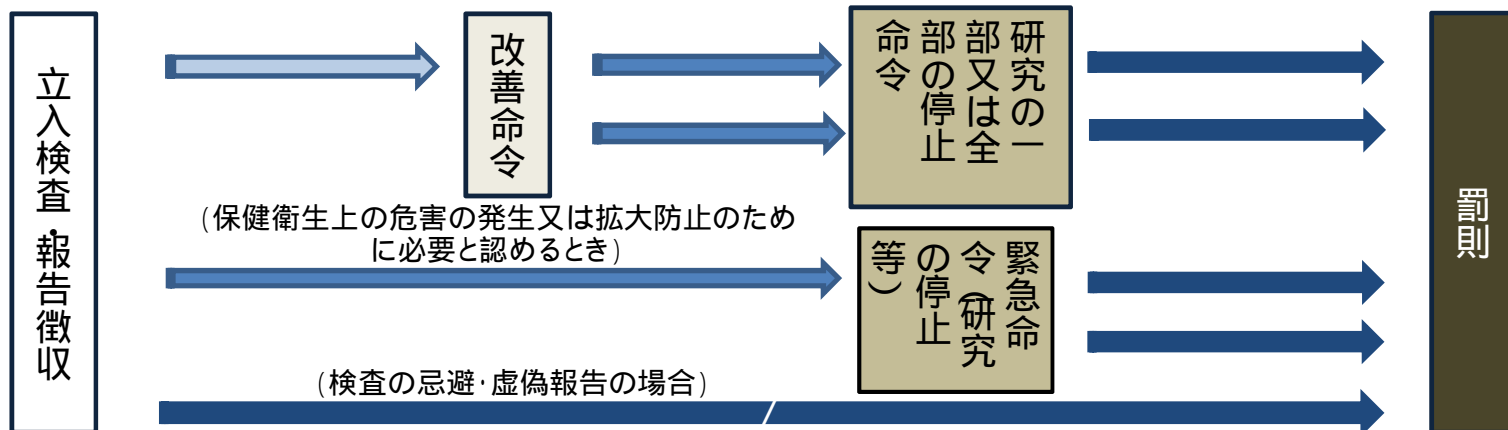 立入検査・報告徴収
改善命令
研究の一
部又は全
部の停止
命令
(保健衛生上の危害の発生又は拡大防止のため
に必要と認めるとき)
緊急命
令（研究
の停止
等）
(検査の忌避・虚偽報告の場合)
罰則